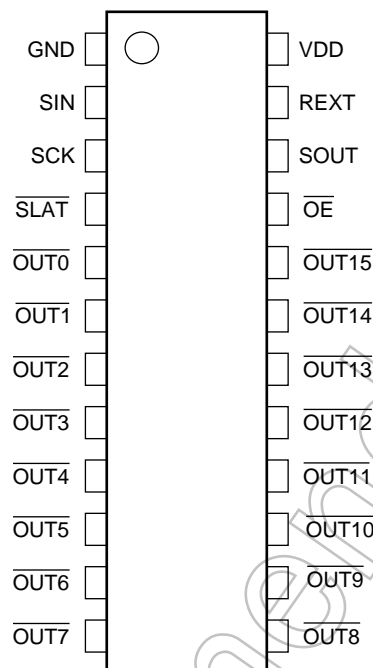 GND VDD
SIN REXT
SCK SOUT
SLAT OE
OUT0 OUT15
OUT1 OUT14
OUT2 OUT13
OUT3 OUT12
OUT4 OUT11
OUT5 OUT10
OUT6 OUT9
OUT7 OUT8